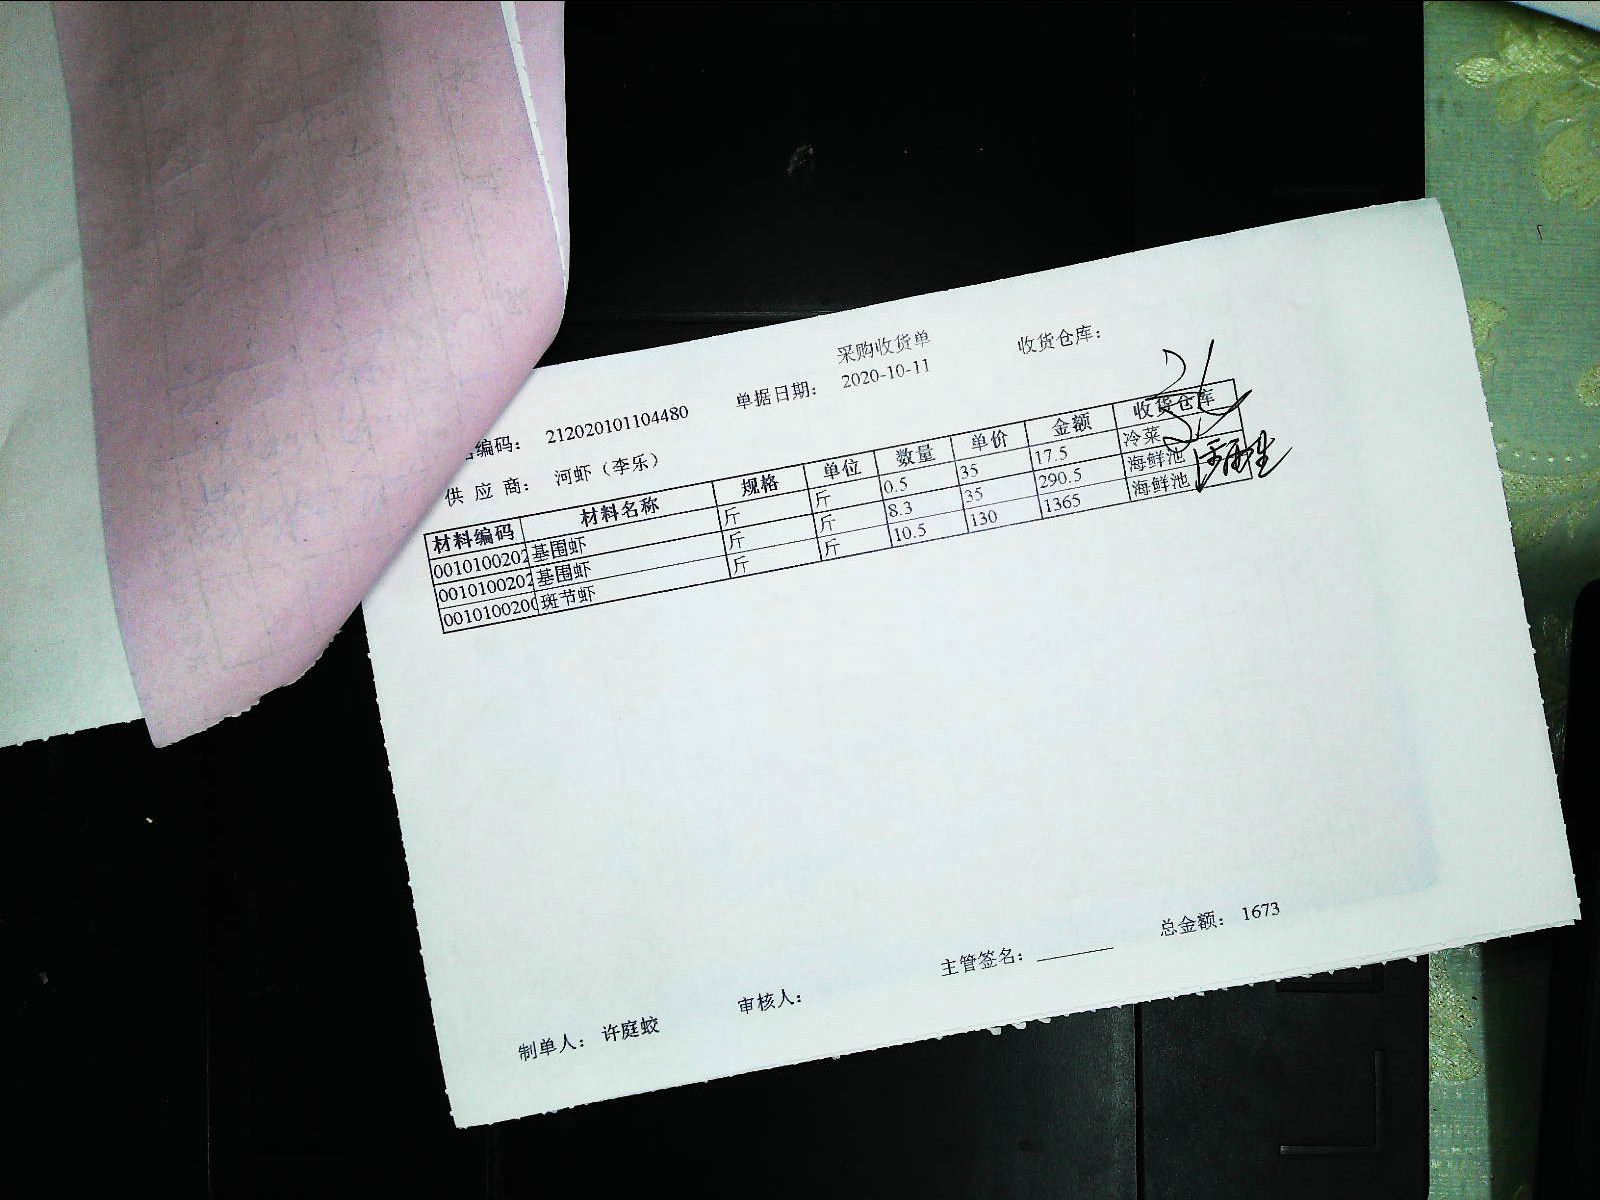 采购收货单
收货仓库：
编码： 212020101104480 单据日期： 2020-10-11
供应商： 河虾（李乐）
材料编码 材料名称 规格 单位 数量 单价 金额 收货仓库
0010100202 基围虾 斤 斤 0.5 35 17.5 冷菜
0010100202 基围虾 斤 斤 8.3 35 290.5 海鲜池
001010020 斑节虾 斤 斤 10.5 130 1365 海鲜池
制单人： 许庭蛟 审核人： 主管签名： 总金额： 1673